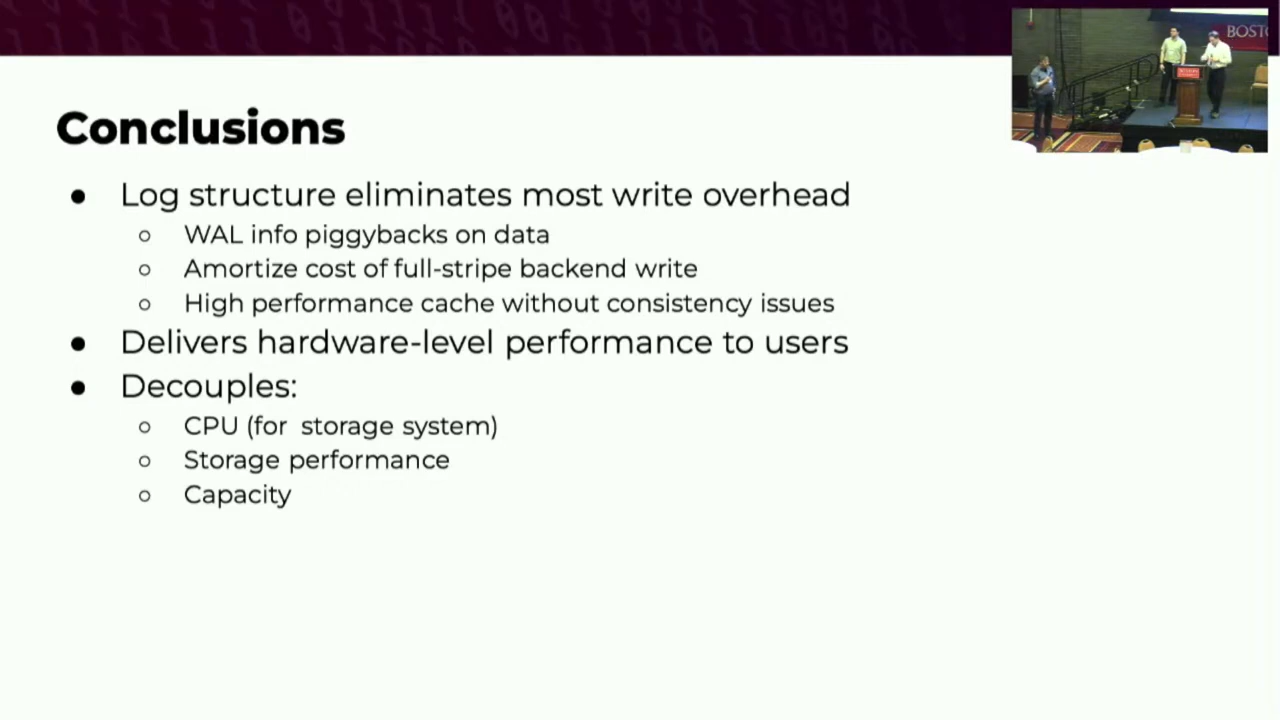 Conclusions
● Log structure eliminates most write overhead
○ WAL info piggybacks on data
○ Amortize cost of full-stripe backend write
○ High performance cache without consistency issues
● Delivers hardware-level performance to users
● Decouples:
○ CPU (for storage system)
○ Storage performance
○ Capacity
BOSTO